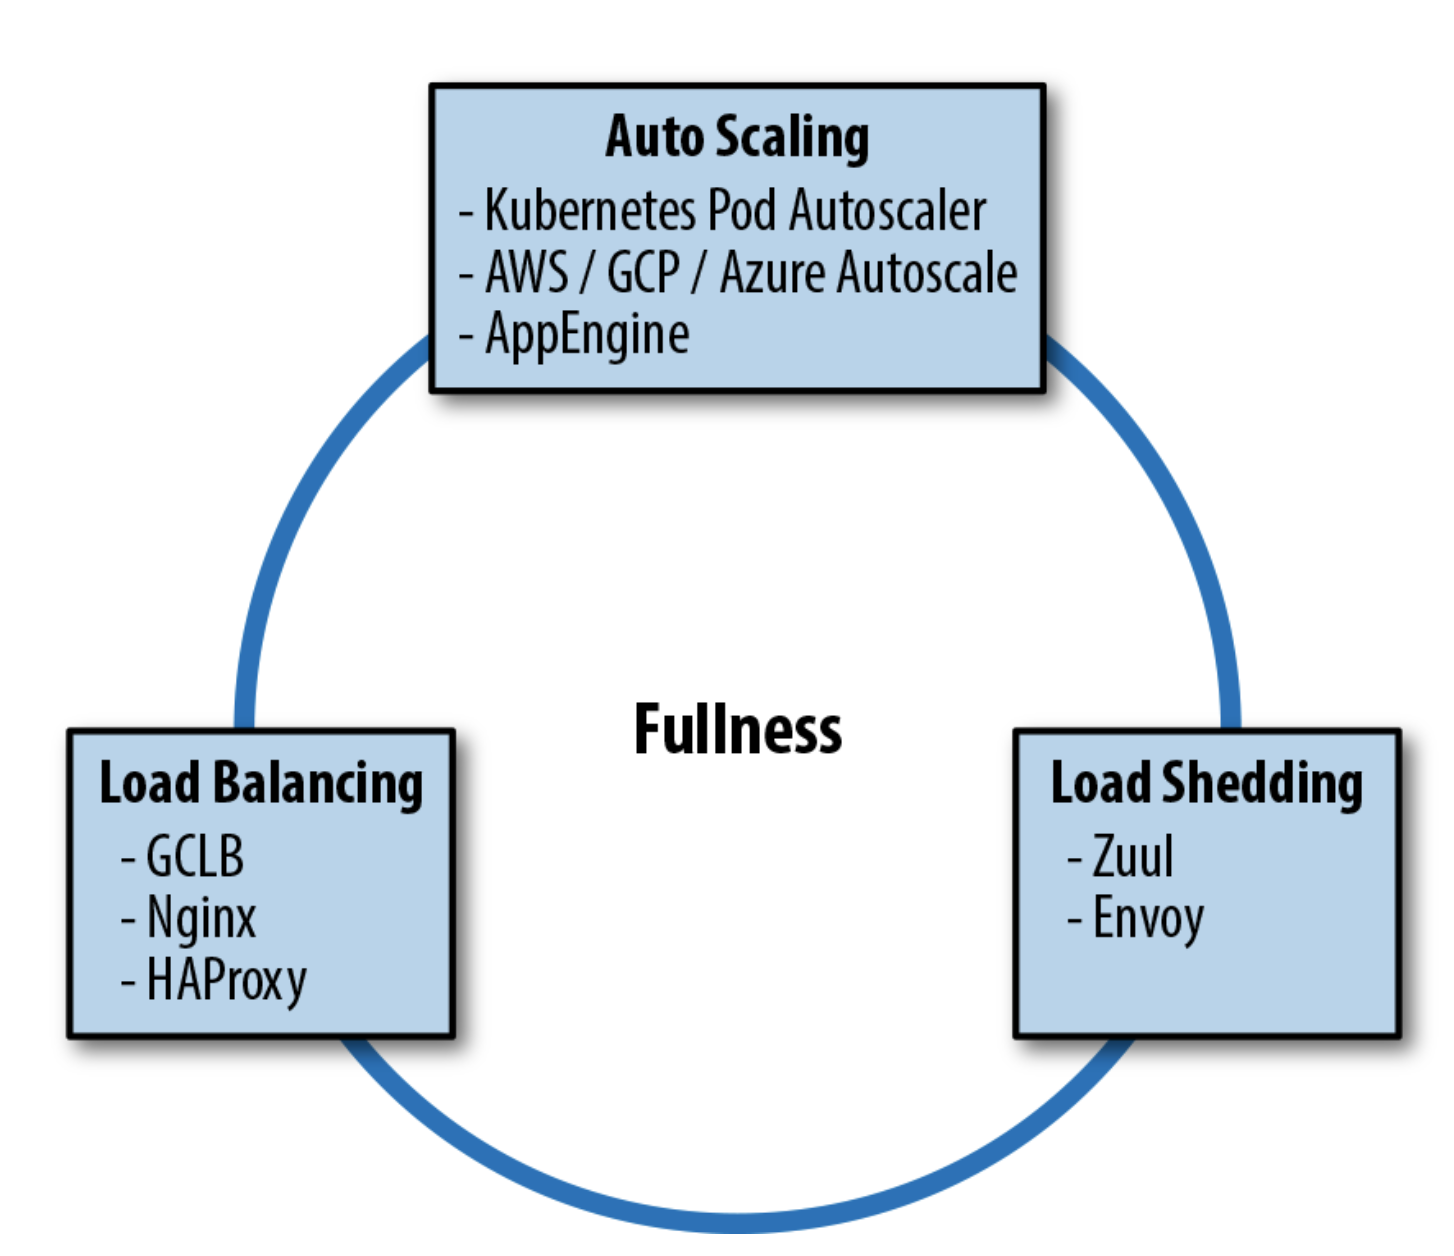 Auto Scaling
- Kubernetes Pod Autoscaler
- AWS / GCP / Azure Autoscale
- AppEngine
Fullness
Load Balancing
- GCLB
- Nginx
- HAProxy
Load Shedding
- Zuul
- Envoy